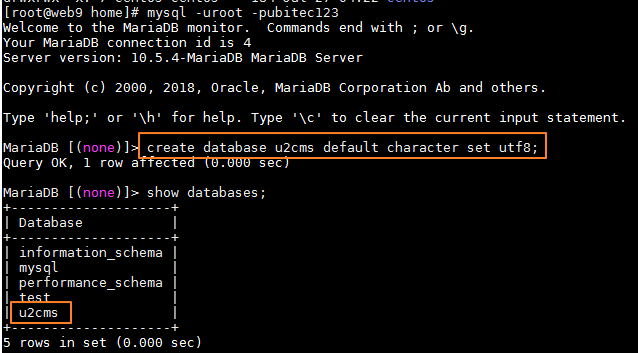 [root@web9 home]# mysql -uroot -pubitec123
Welcome to the MariaDB monitor.  Commands end with ; or \g.
Your MariaDB connection id is 4
Server version: 10.5.4-MariaDB MariaDB Server
Copyright (c) 2000, 2018, Oracle, MariaDB Corporation Ab and others.
Type 'help;' or '\h' for help. Type '\c' to clear the current input statement.
MariaDB [(none)]> create database u2cms default character set utf8;
Query OK, 1 row affected (0.000 sec)
MariaDB [(none)]> show databases;
+--------------------+
| Database           |
+--------------------+
| information_schema |
| mysql              |
| performance_schema |
| test               |
| u2cms              |
+--------------------+
5 rows in set (0.000 sec)